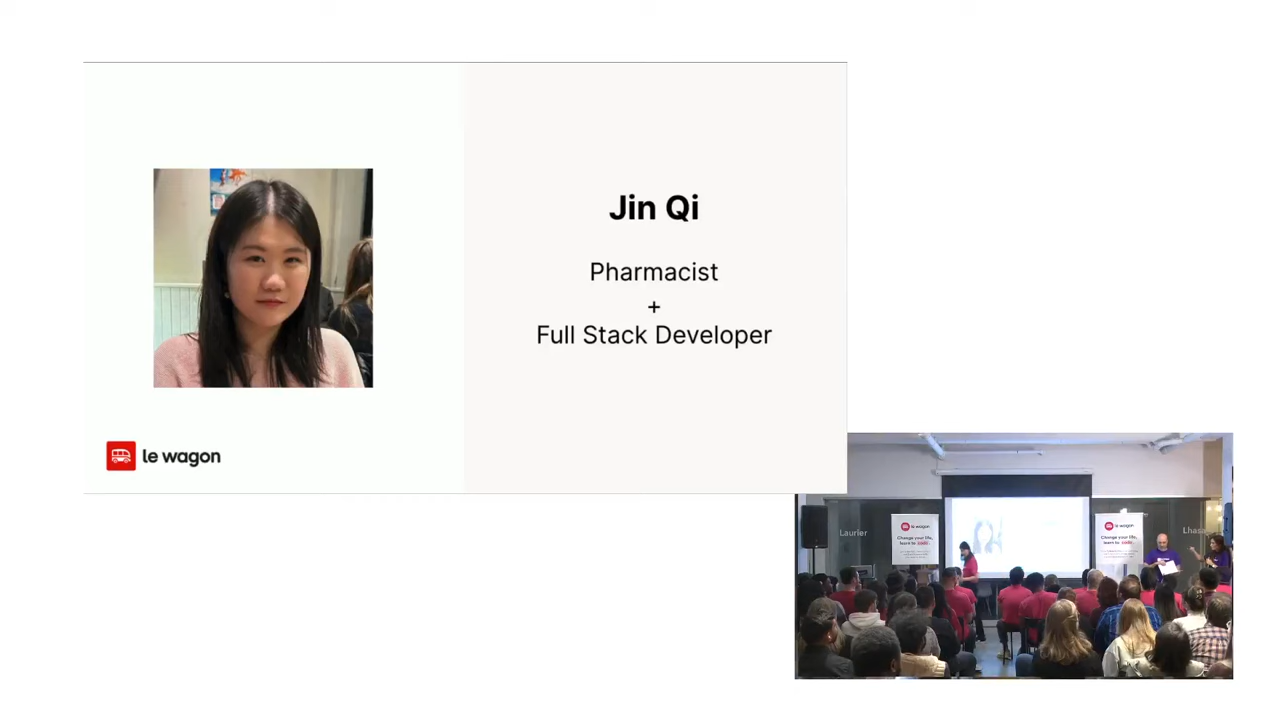 Jin Qi
Pharmacist
+
Full Stack Developer
le wagon
Laurier
le wagon
Change your life,
learn to code.
le wagon
Change your life,
learn to code.
Lhasa